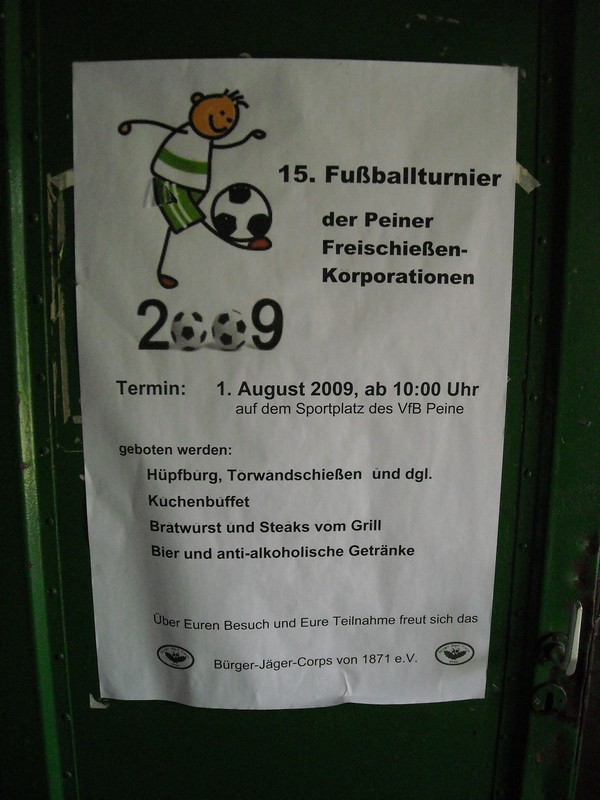 15. Fußballturnier
der Peiner
Freischießen-
Korporationen
2009
Termin: 1. August 2009, ab 10:00 Uhr
auf dem Sportplatz des VfB Peine
geboten werden:
Hüpfburg, Torwandschießen und dgl.
Kuchenbuffet
Bratwurst und Steaks vom Grill
Bier und anti-alkoholische Getränke
Über Euren Besuch und Eure Teilnahme freut sich das
Bürger-Jäger-Corps von 1871 e.V.